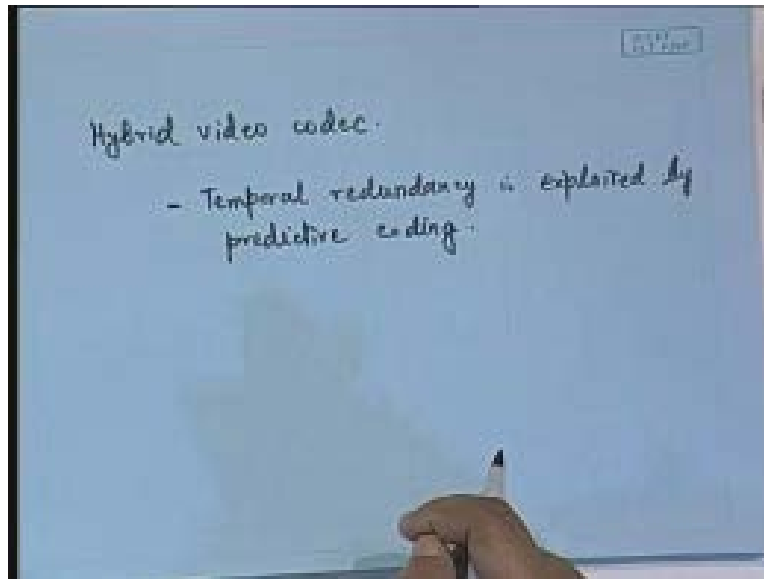 Hybrid video codec.
- Temporal redundancy is exploited by
predictive coding.